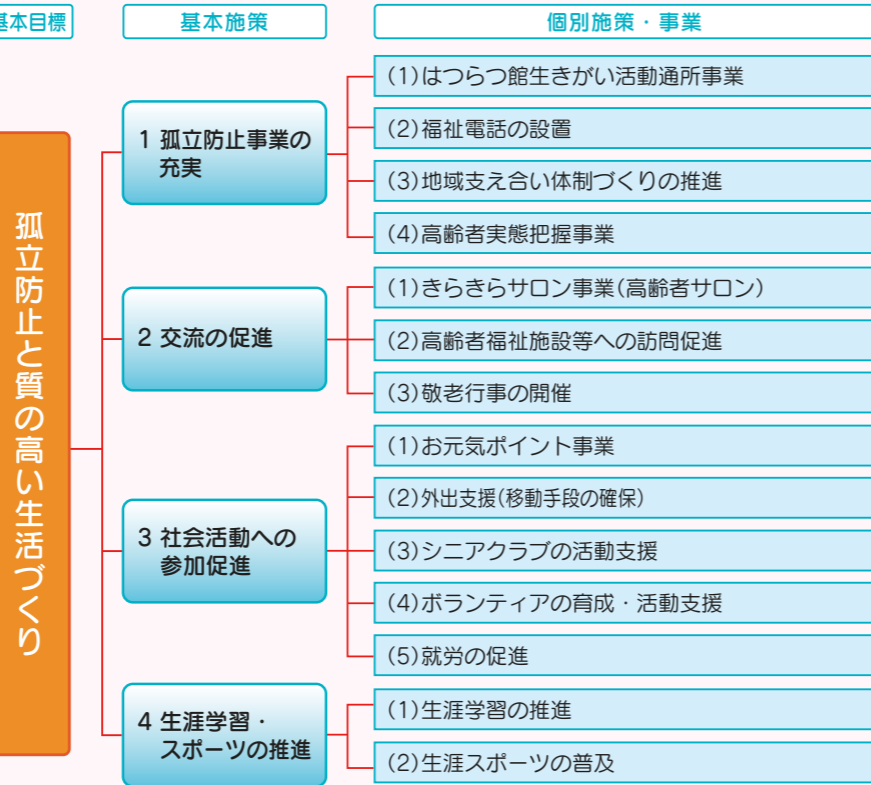 基本目標
基本施策
個別施策・事業
孤立防止と質の高い生活づくり
1 孤立防止事業の
充実
(1)はつらつ館生きがい活動通所事業
(2)福祉電話の設置
(3)地域支え合い体制づくりの推進
(4)高齢者実態把握事業
2 交流の促進
(1)きらきらサロン事業(高齢者サロン)
(2)高齢者福祉施設等への訪問促進
(3)敬老行事の開催
3 社会活動への
参加促進
(1)お元気ポイント事業
(2)外出支援(移動手段の確保)
(3)シニアクラブの活動支援
(4)ボランティアの育成・活動支援
(5)就労の促進
4 生涯学習・
スポーツの推進
(1)生涯学習の推進
(2)生涯スポーツの普及